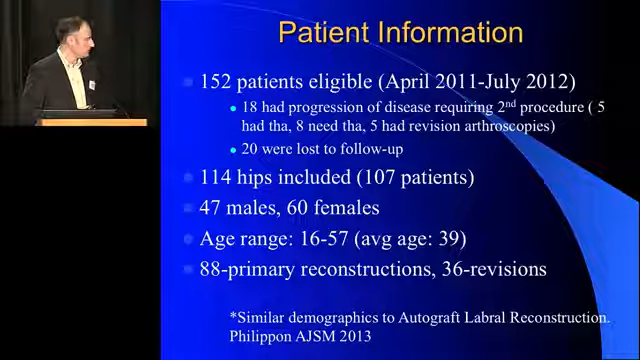 Patient Information
152 patients eligible (April 2011-July 2012)
18 had progression of disease requiring 2nd procedure ( 5
had tha, 8 need tha, 5 had revision arthroscopies)
20 were lost to follow-up
114 hips included (107 patients)
47 males, 60 females
Age range: 16-57 (avg age: 39)
88-primary reconstructions, 36-revisions
*Similar demographics to Autograft Labral Reconstruction.
Philippon AJSM 2013